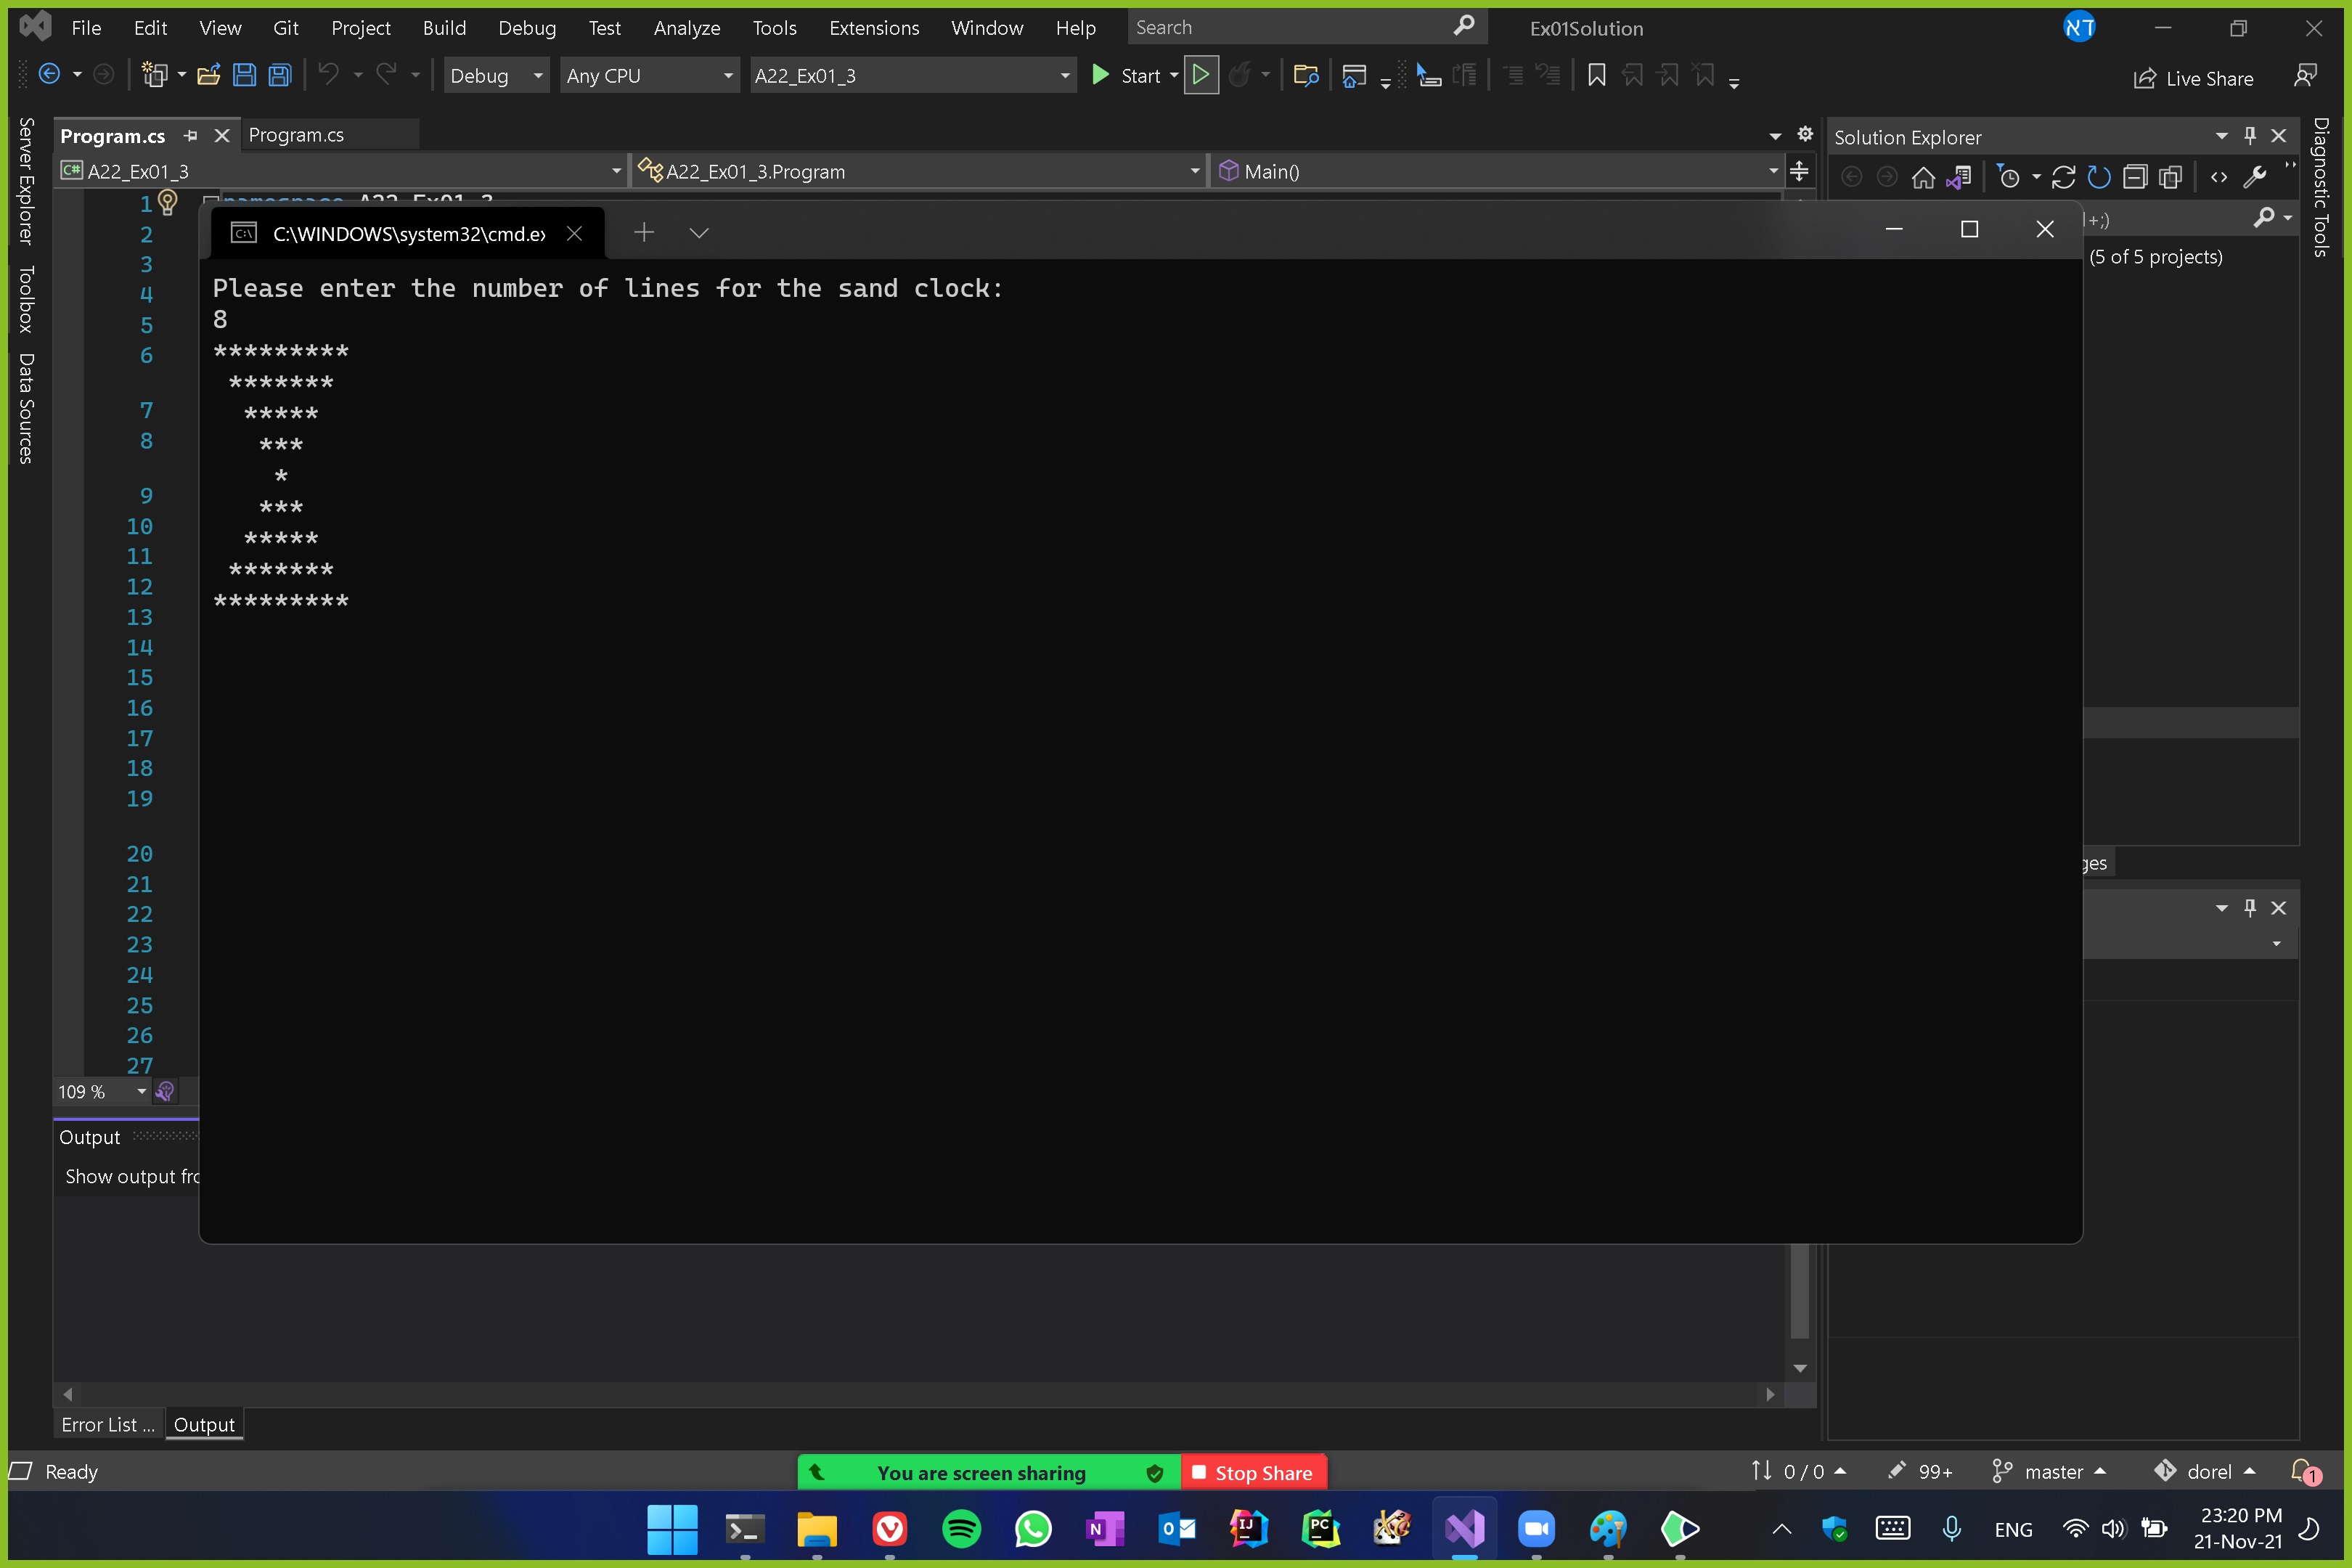 File Edit View Git Project Build Debug Test Analyze Tools Extensions Window Help Search Ex01Solution דא
Debug Any CPU A22_Ex01_3 Start Live Share
Server Explorer
Toolbox
Data Sources
Program.cs Program.cs
A22_Ex01_3 A22_Ex01_3.Program Main()
Solution Explorer
Diagnostic Tools
+;)
(5 of 5 projects)
C:\WINDOWS\system32\cmd.ex
Please enter the number of lines for the sand clock:
8
*********
 *******
  *****
   ***
    *
   ***
  *****
 *******
*********
1
2
3
4
5
6
7
8
9
10
11
12
13
14
15
16
17
18
19
20
21
22
23
24
25
26
27
ges
109 %
Output
Show output fro
Error List ... Output
Ready
You are screen sharing Stop Share
0 / 0 99+ master dorel 1
ENG
23:20 PM
21-Nov-21